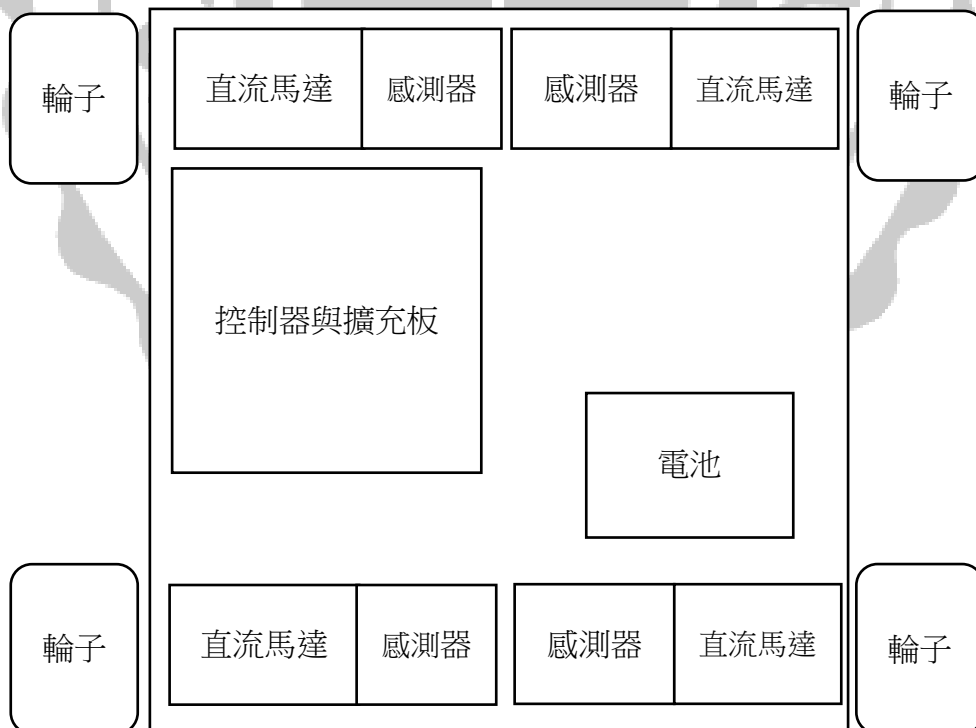 輪子
直流馬達
感測器
感測器
直流馬達
輪子
控制器與擴充板
電池
輪子
直流馬達
感測器
感測器
直流馬達
輪子